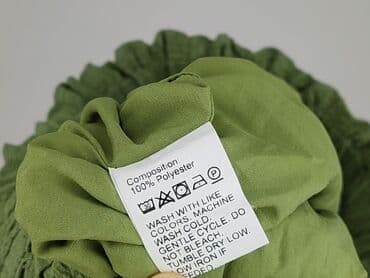 Composition
100% Polyester
WASH WITH LIKE
COLORS, MACHINE
WASH COLD.
GENTLE CYCLE. DO
NOT BLEACH.
TUMBLE DRY LOW.
LOW IRON IF